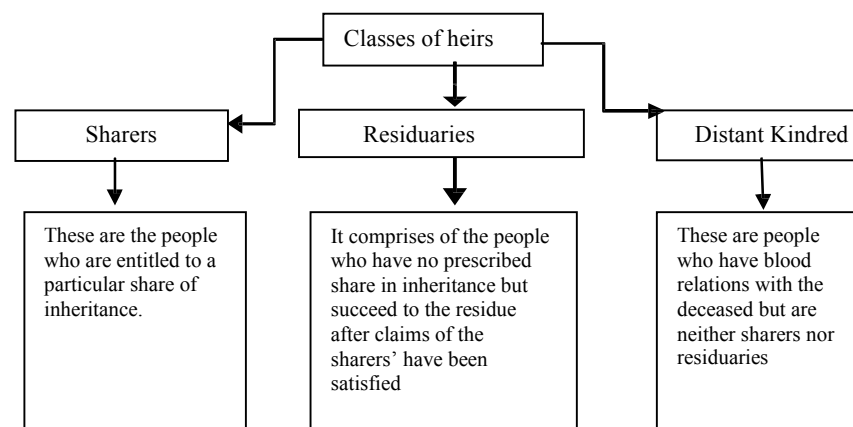 Classes of heirs
Sharers
Residuaries
Distant Kindred
These are the people
who are entitled to a
particular share of
inheritance.
It comprises of the people
who have no prescribed
share in inheritance but
succeed to the residue
after claims of the
sharers’ have been
satisfied
These are people
who have blood
relations with the
deceased but are
neither sharers nor
residuaries